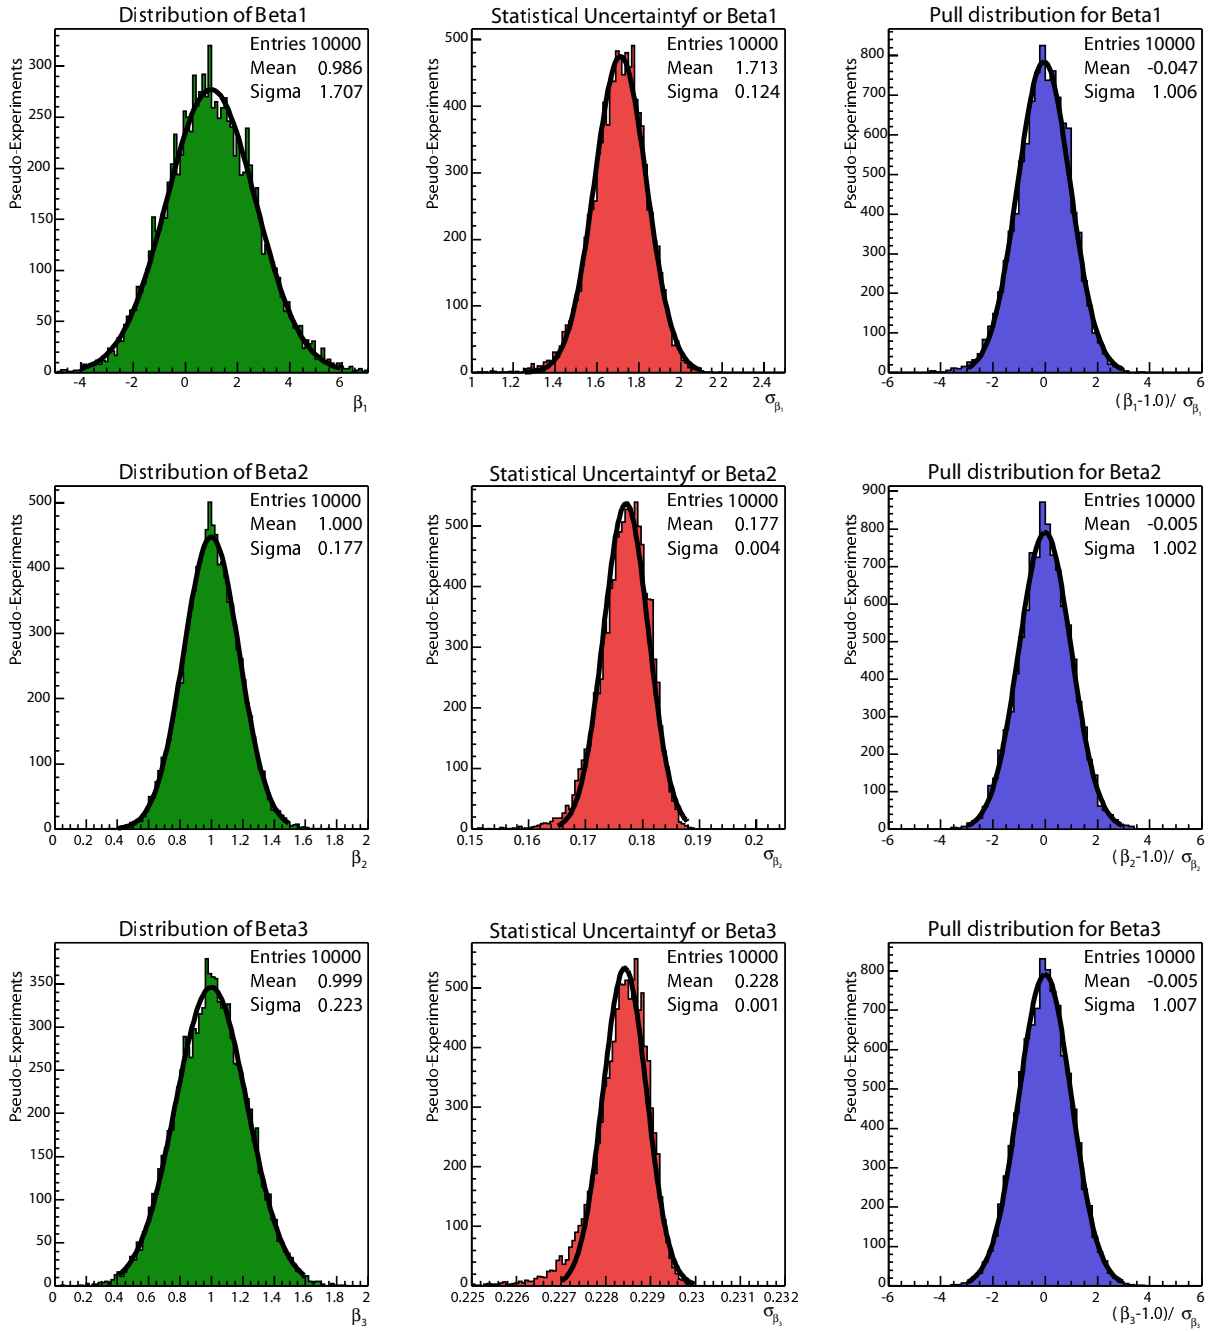 Distribution of Beta1
Pseudo-Experiments
Entries 10000
Mean 0.986
Sigma 1.707
300
250
200
150
100
50
0
-4 -2 0 2 4 6
β1
Statistical Uncertaintyf or Beta1
Pseudo-Experiments
Entries 10000
Mean 1.713
Sigma 0.124
500
400
300
200
100
0
1 1.2 1.4 1.6 1.8 2 2 2 2.4
σβ1
Pull distribution for Beta1
Pseudo-Experiments
Entries 10000
Mean -0.047
Sigma 1.006
800
700
600
500
400
300
200
100
0
-6 -4 -2 0 2 4 6
(β1-1.0)/ σβ1
Distribution of Beta2
Pseudo-Experiments
Entries 10000
Mean 1.000
Sigma 0.177
500
400
300
200
100
0
0 0.2 0.4 0.6 0.8 1 1.2 1.4 1.6 1.8 2
β2
Statistical Uncertaintyf or Beta2
Pseudo-Experiments
Entries 10000
Mean 0.177
Sigma 0.004
500
400
300
200
100
0
0.15 0.16 0.17 0.18 0.19 0.2
σβ2
Pull distribution for Beta2
Pseudo-Experiments
Entries 10000
Mean -0.005
Sigma 1.002
900
800
700
600
500
400
300
200
100
0
-6 -4 -2 0 2 4 6
(β2-1.0)/ σβ2
Distribution of Beta3
Pseudo-Experiments
Entries 10000
Mean 0.999
Sigma 0.223
350
300
250
200
150
100
50
0
0 0.2 0.4 0.6 0.8 1 1.2 1.4 1.6 1.8 2
β3
Statistical Uncertaintyf or Beta3
Pseudo-Experiments
Entries 10000
Mean 0.228
Sigma 0.001
500
400
300
200
100
0
0.225 0.226 0.227 0.228 0.229 0.230 0.231 0.232
σβ3
Pull distribution for Beta3
Pseudo-Experiments
Entries 10000
Mean -0.005
Sigma 1.007
800
700
600
500
400
300
200
100
0
-6 -4 -2 0 2 4 6
(β3-1.0)/ σβ3